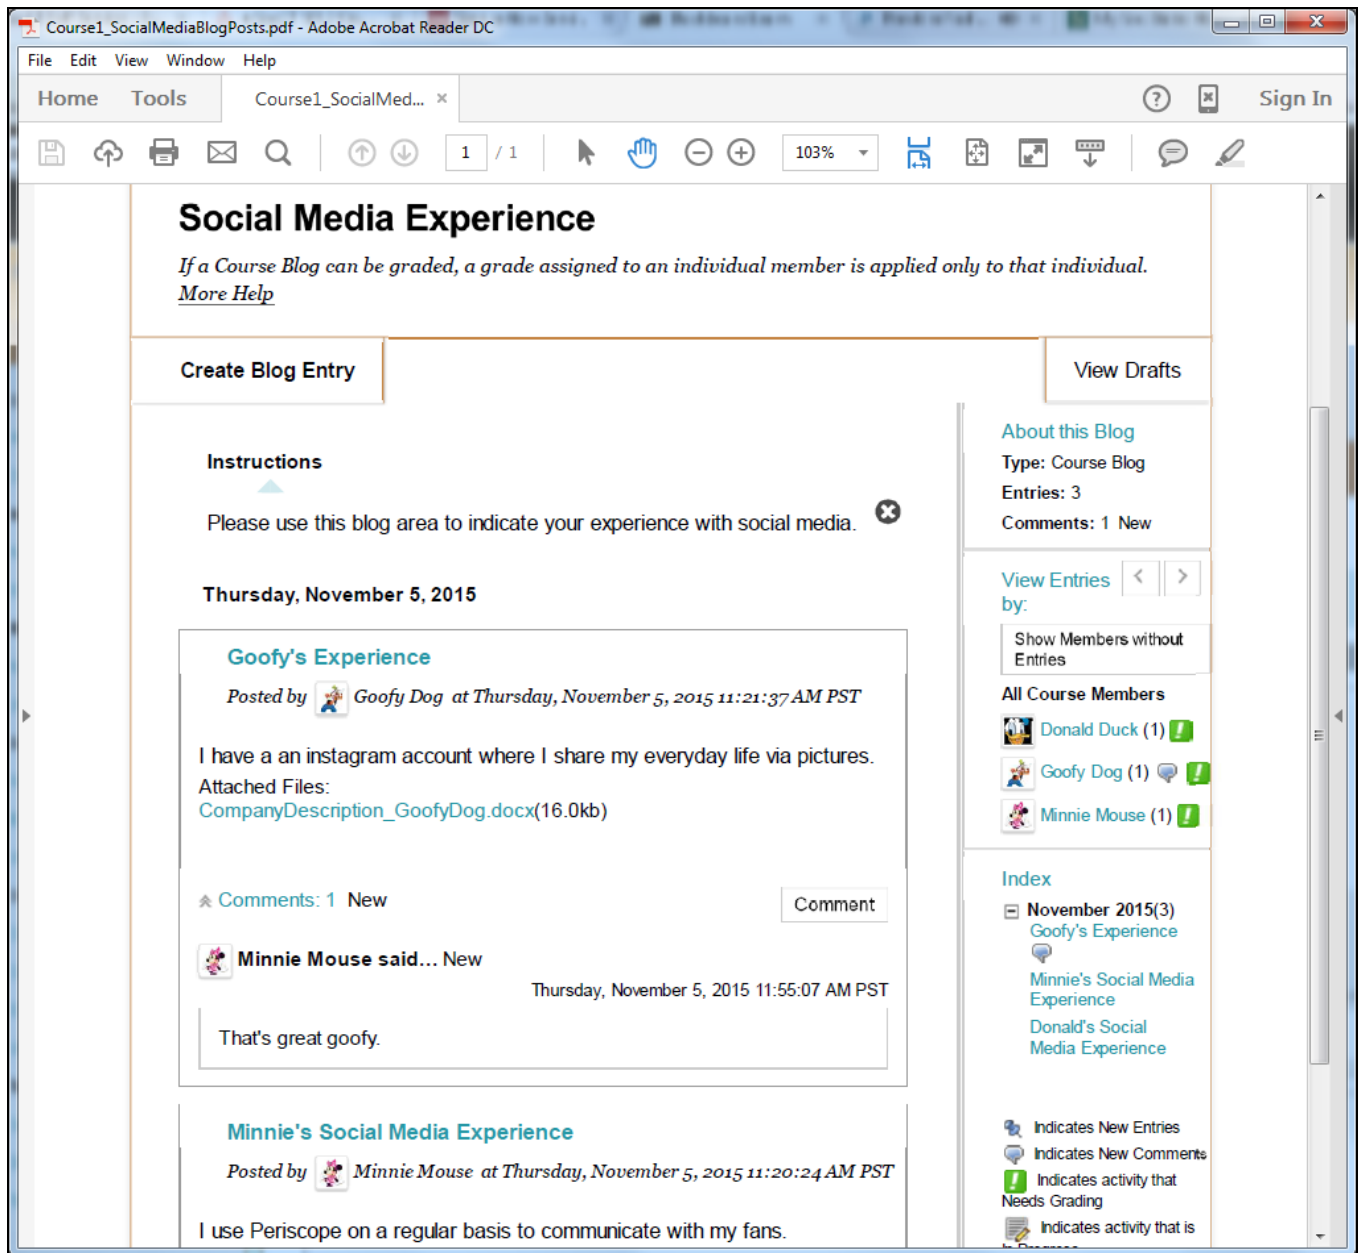 Course1_SocialMediaBlogPosts.pdf - Adobe Acrobat Reader DC
File Edit View Window Help
Home Tools Course1_SocialMed... × Sign In
1 / 1 103%
Social Media Experience
If a Course Blog can be graded, a grade assigned to an individual member is applied only to that individual.
More Help
Create Blog Entry
View Drafts
Instructions
Please use this blog area to indicate your experience with social media.
Thursday, November 5, 2015
Goofy's Experience
Posted by Goofy Dog at Thursday, November 5, 2015 11:21:37 AM PST
I have a an instagram account where I share my everyday life via pictures.
Attached Files:
CompanyDescription_GoofyDog.docx(16.0kb)
Comments: 1 New
Comment
Minnie Mouse said... New
Thursday, November 5, 2015 11:55:07 AM PST
That's great goofy.
Minnie's Social Media Experience
Posted by Minnie Mouse at Thursday, November 5, 2015 11:20:24 AM PST
I use Periscope on a regular basis to communicate with my fans.
About this Blog
Type: Course Blog
Entries: 3
Comments: 1 New
View Entries
by:
Show Members without
Entries
All Course Members
Donald Duck (1)
Goofy Dog (1)
Minnie Mouse (1)
Index
November 2015(3)
Goofy's Experience
Minnie's Social Media
Experience
Donald's Social
Media Experience
Indicates New Entries
Indicates New Comments
Indicates activity that
Needs Grading
Indicates activity that is